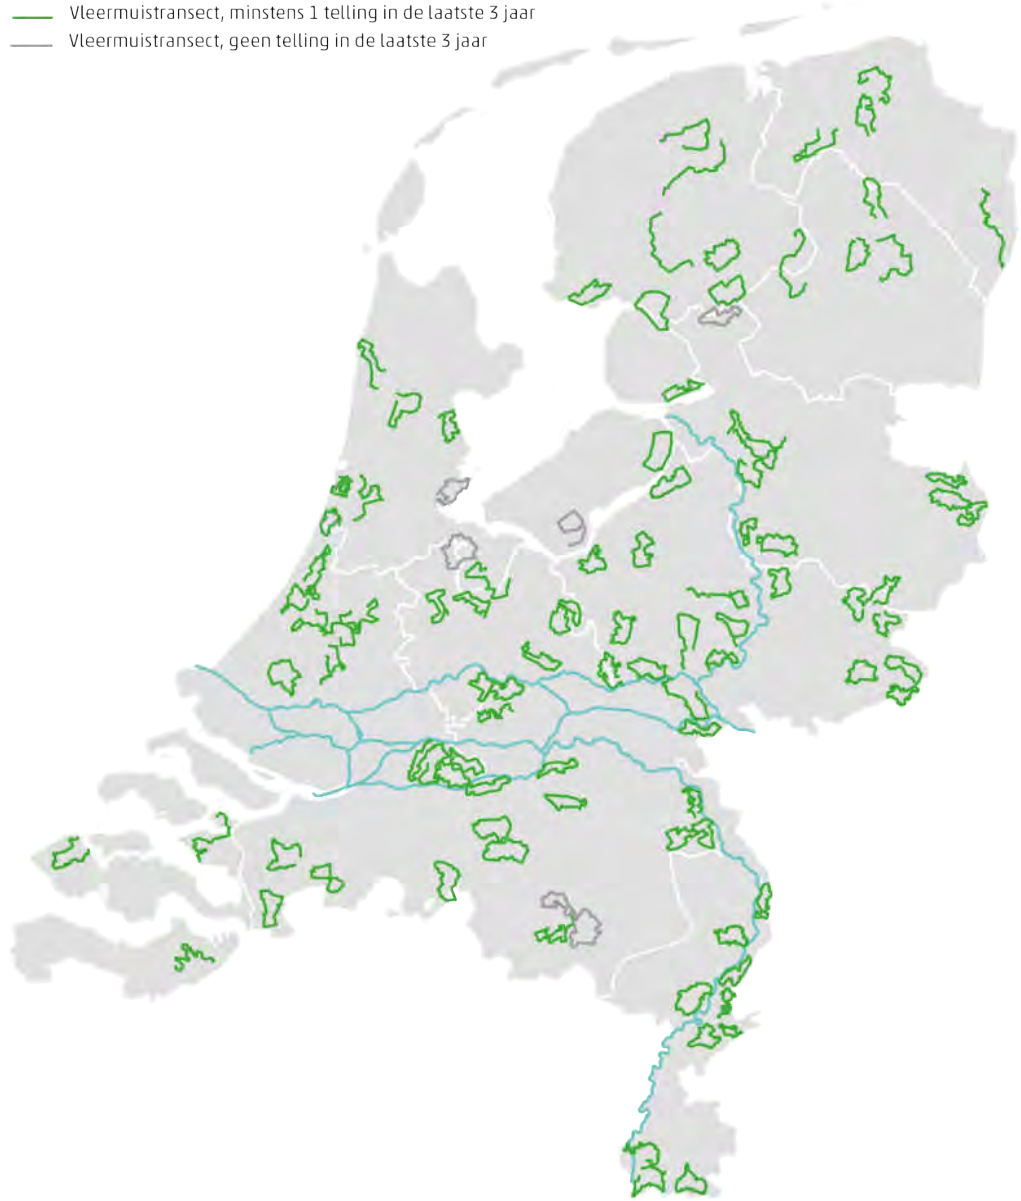 Vleermuistransect, minstens 1 telling in de laatste 3 jaar
Vleermuistransect, geen telling in de laatste 3 jaar